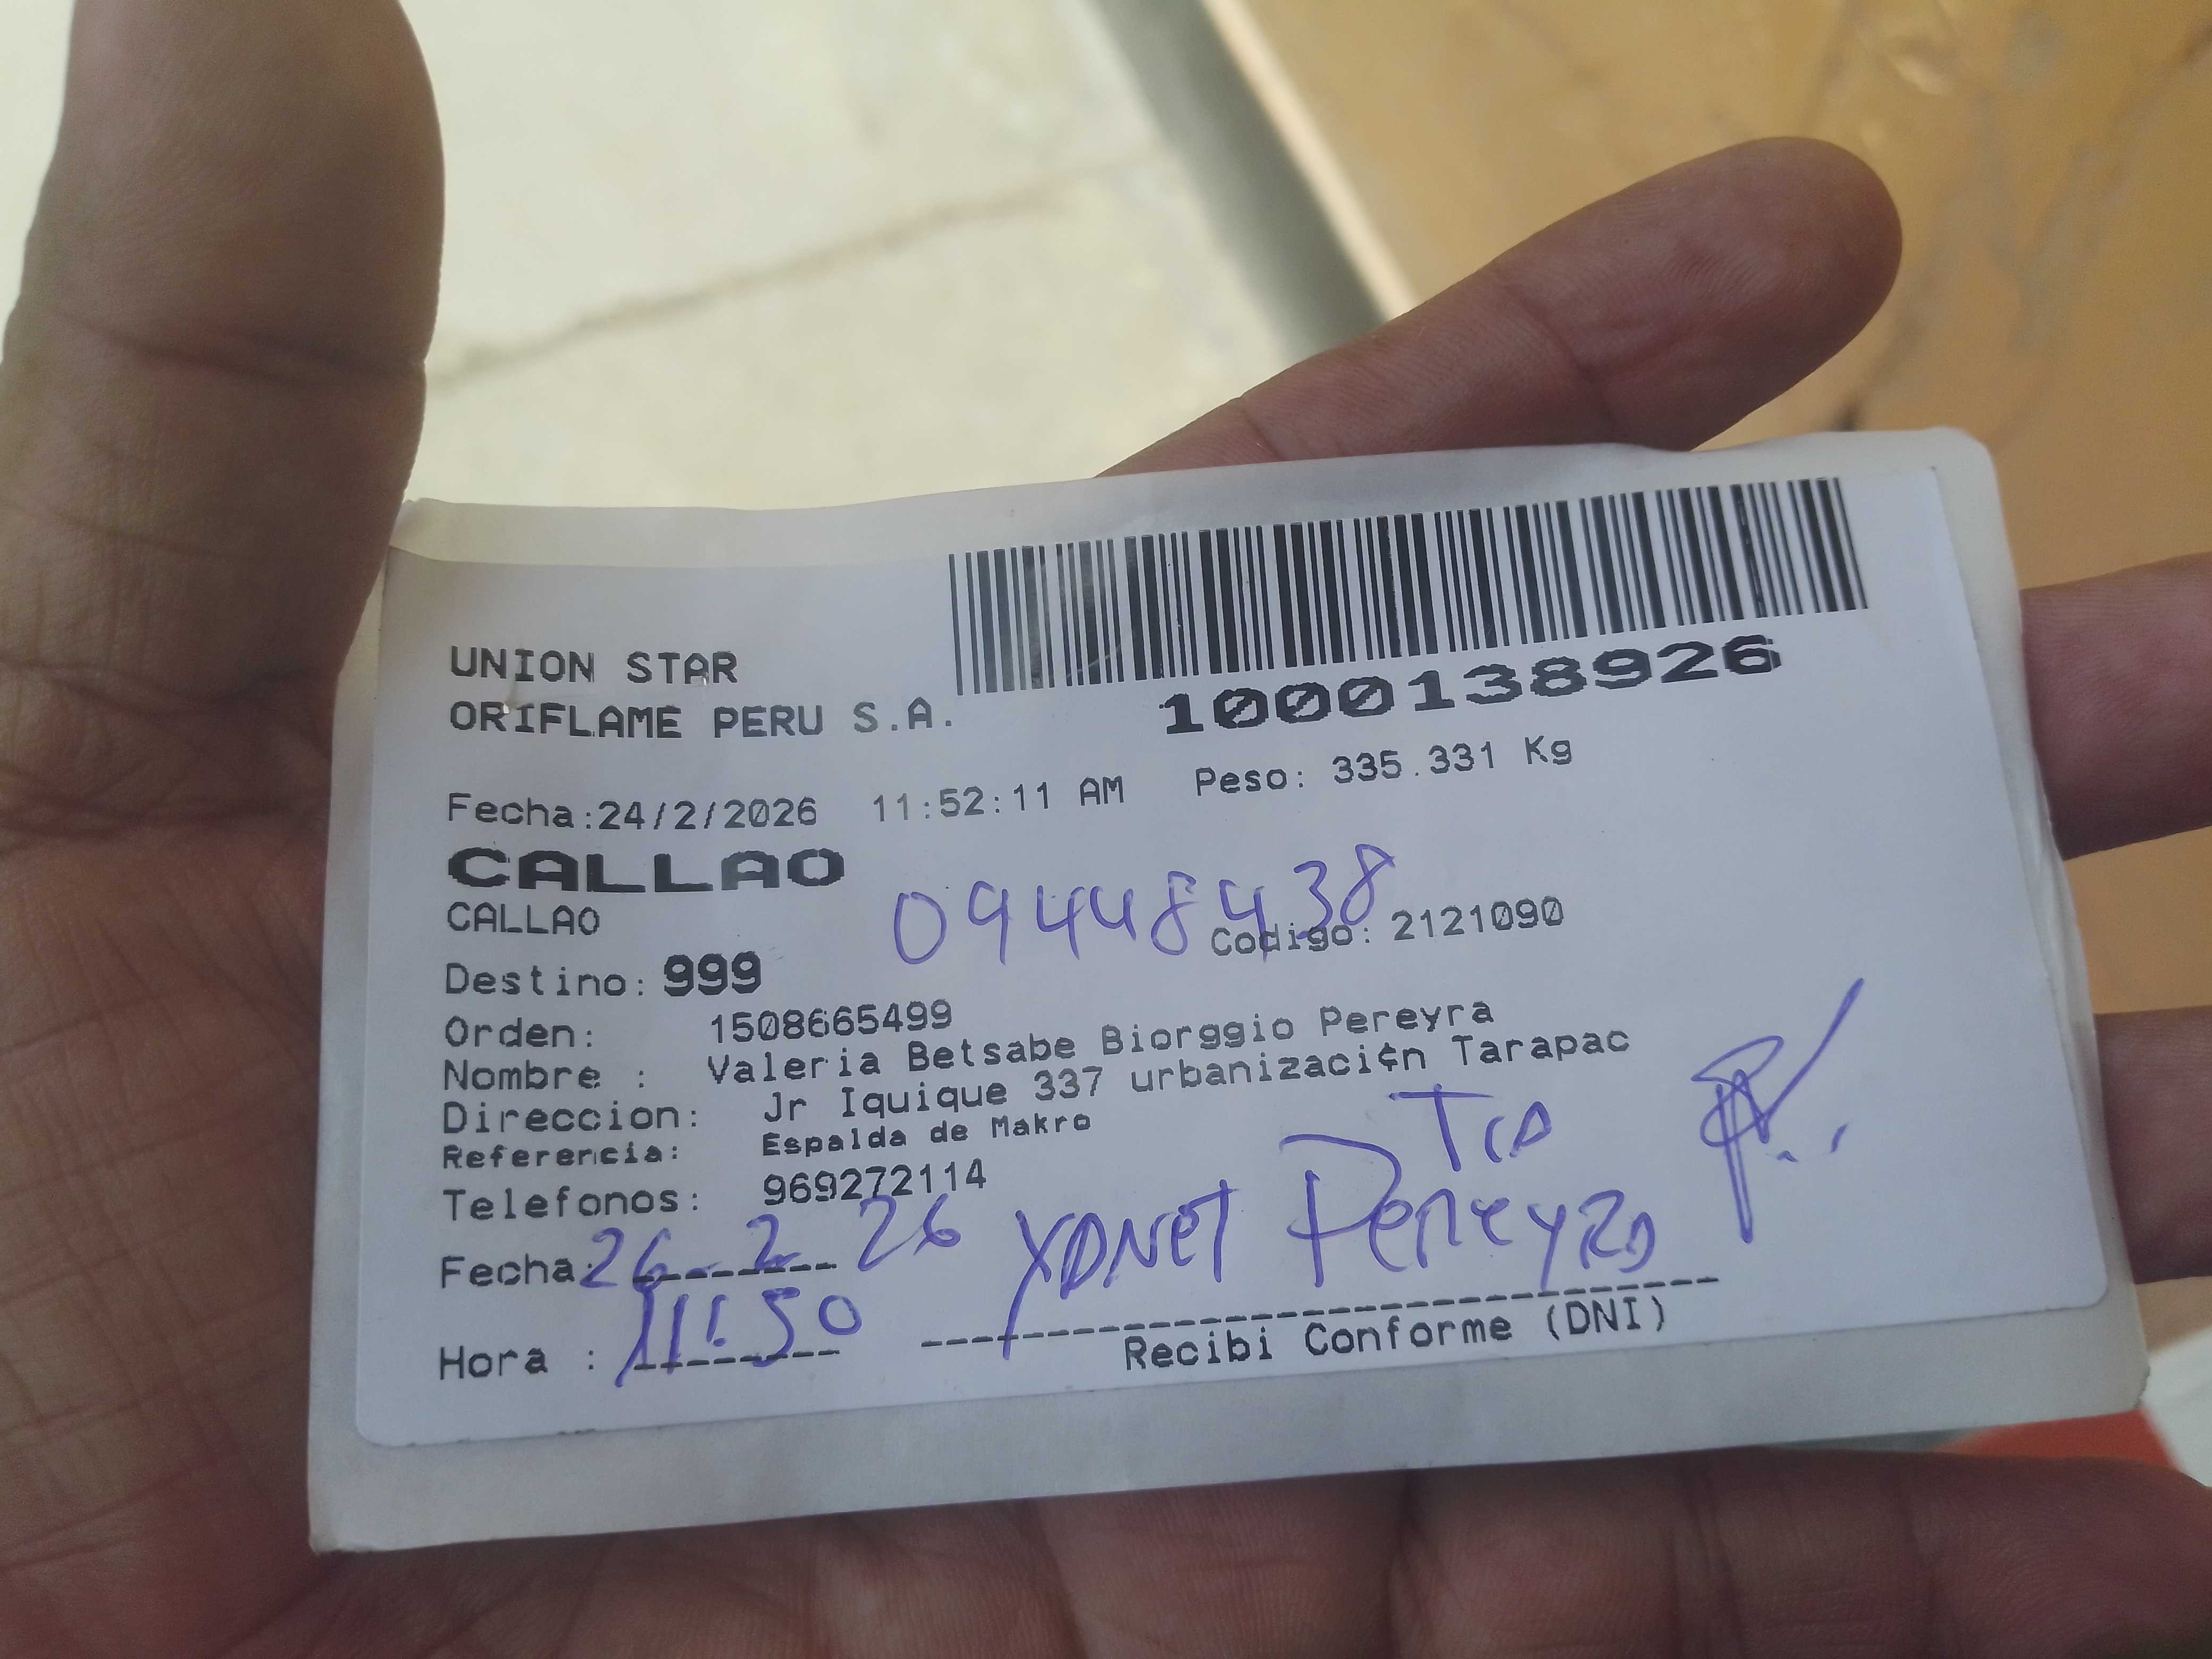 UNION STAR
ORIFLAME PERU S.A.
1000138926
Fecha:24/2/2026 11:52:11 AM Peso: 335.331 Kg
CALLAO
CALLAO
09448438
Codigo: 2121090
Destino: 999
Orden: 1508665499
Nombre : Valeria Betsabe Biorggio Pereyra
Direccion: Jr Iquique 337 urbanizaci¢n Tarapac
Referencia: Espalda de Makro
Tia
Telefonos: 969272114
Fecha: 26-2-26
Yanet Pereyra
Hora : 11:50
Recibi Conforme (DNI)